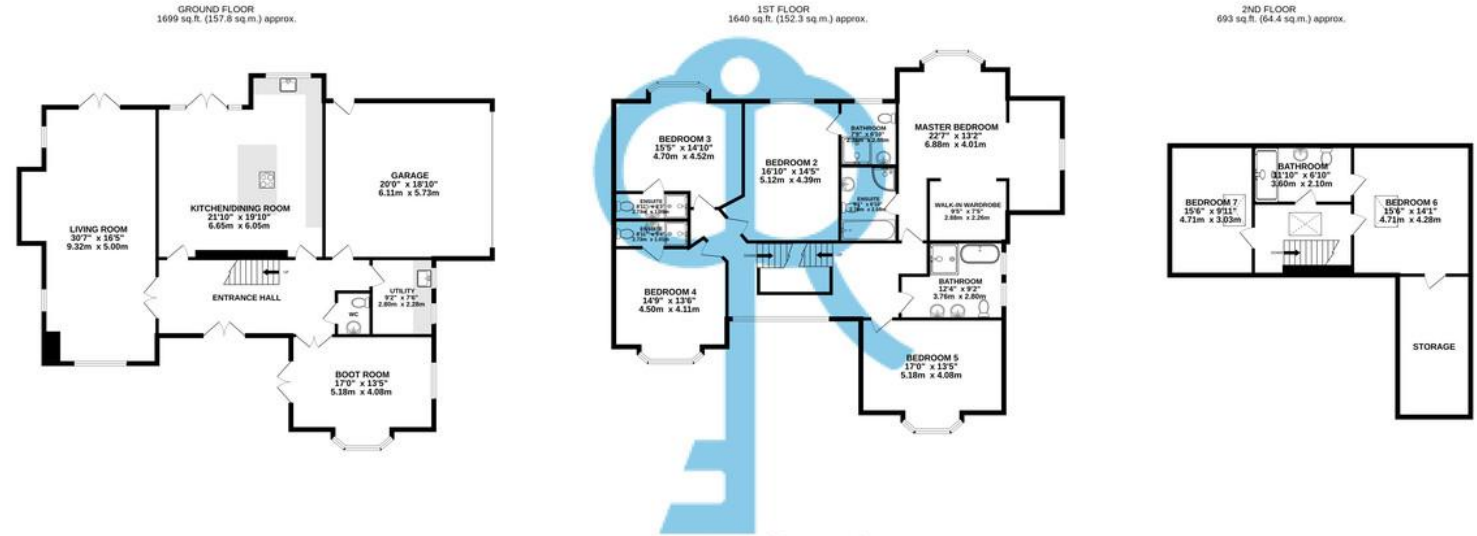 GROUND FLOOR
1699 sq.ft. (157.8 sq.m.) approx.
LIVING ROOM
30'7" x 16'5"
9.32m x 5.00m
KITCHEN/DINING ROOM
21'10" x 19'10"
6.65m x 6.05m
GARAGE
20'0" x 18'10"
6.11m x 5.73m
ENTRANCE HALL
UP
UTILITY
9'2" x 7'6"
2.80m x 2.28m
WC
BOOT ROOM
17'0" x 13'5"
5.18m x 4.08m
1ST FLOOR
1640 sq.ft. (152.3 sq.m.) approx.
BEDROOM 3
15'5" x 14'10"
4.70m x 4.52m
BEDROOM 2
16'10" x 14'5"
5.12m x 4.39m
BATHROOM
MASTER BEDROOM
22'7" x 13'2"
6.88m x 4.01m
ENSUITE
ENSUITE
ENSUITE
WALK-IN WARDROBE
9'5" x 7'5"
2.88m x 2.26m
BEDROOM 4
14'9" x 13'6"
4.50m x 4.11m
BATHROOM
12'4" x 9'2"
3.76m x 2.80m
BEDROOM 5
17'0" x 13'5"
5.18m x 4.08m
2ND FLOOR
693 sq.ft. (64.4 sq.m.) approx.
BATHROOM
11'10" x 6'10"
3.60m x 2.10m
BEDROOM 7
15'6" x 9'11"
4.71m x 3.03m
BEDROOM 6
15'6" x 14'1"
4.71m x 4.28m
STORAGE